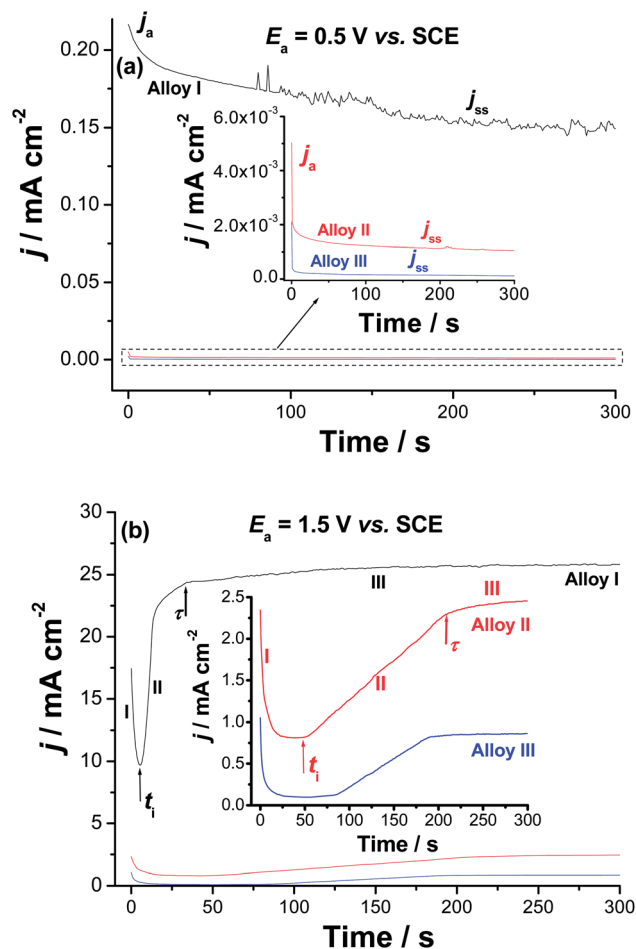 (a)
E_a = 0.5 V vs. SCE
j_a
Alloy I
j_ss
j / mA cm⁻²
0.20
0.15
0.10
0.05
0.00
0
100
200
300
Time / s
j / mA cm⁻²
6.0x10⁻³
4.0x10⁻³
2.0x10⁻³
0.0
j_a
Alloy II
j_ss
Alloy III
j_ss
0
100
200
300
Time / s
(b)
E_a = 1.5 V vs. SCE
j / mA cm⁻²
30
25
20
15
10
5
0
I
II
III
τ
t_i
Alloy I
0
50
100
150
200
250
300
Time / s
j / mA cm⁻²
2.5
2.0
1.5
1.0
0.5
0.0
I
II
III
Alloy II
τ
t_i
Alloy III
0
50
100
150
200
250
300
Time / s